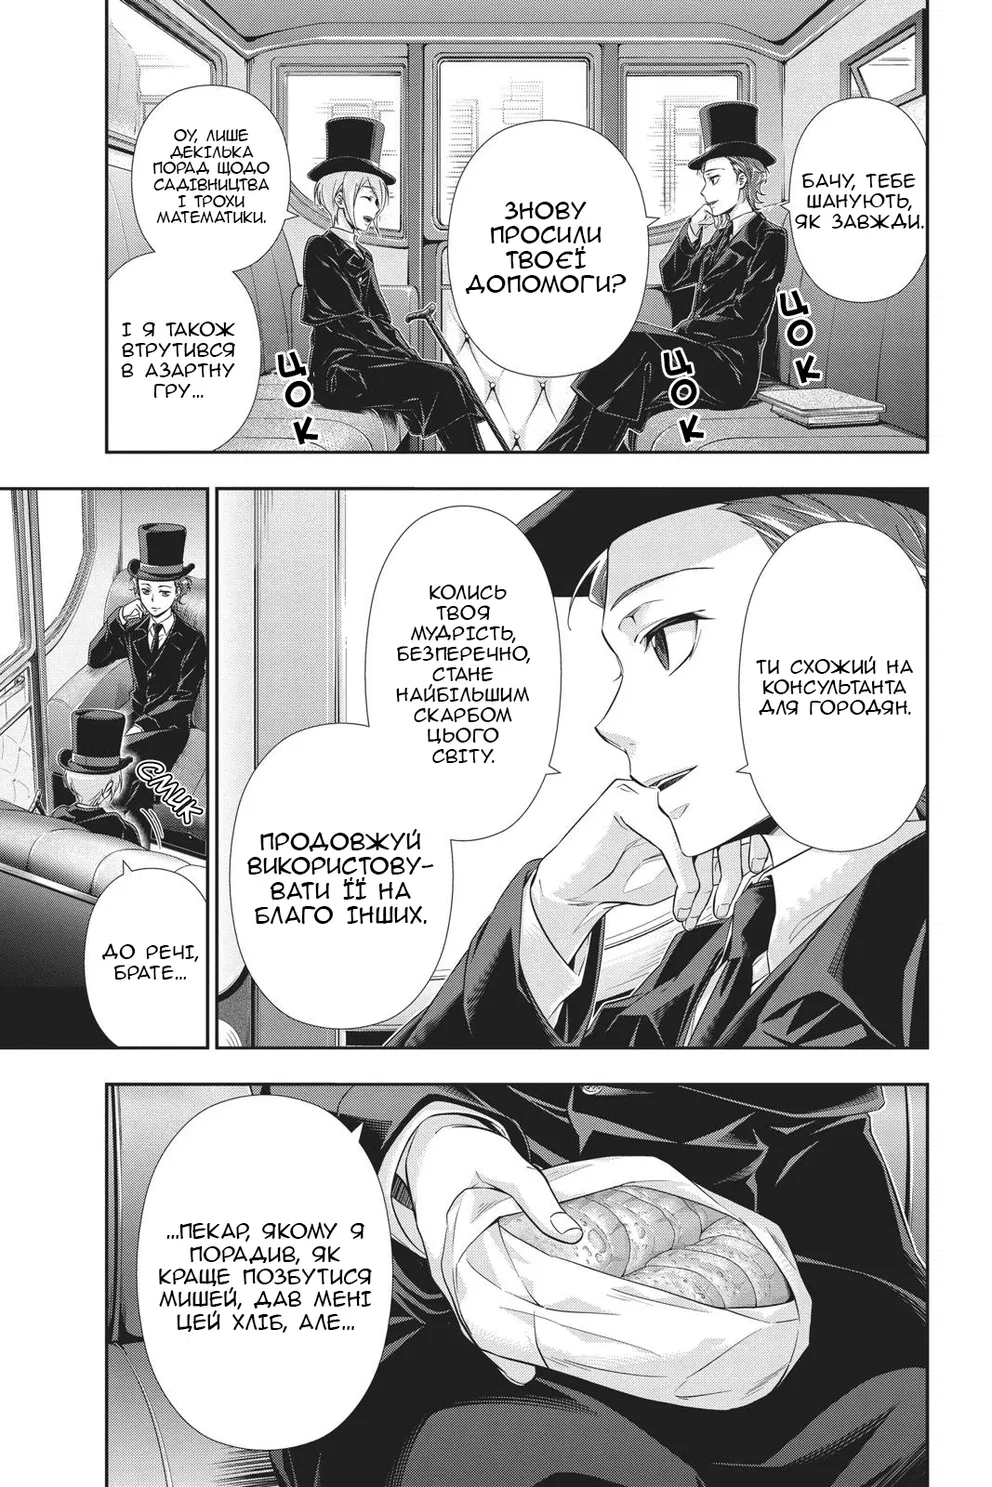 БАЧУ, ТЕБЕ
ШАНУЮТЬ,
ЯК ЗАВЖДИ.
ЗНОВУ
ПРОСИЛИ
ТВОЄЇ
ДОПОМОГИ?
ОУ, ЛИШЕ
ДЕКІЛЬКА
ПОРАД ЩОДО
САДІВНИЦТВА
І ТРОХИ
МАТЕМАТИКИ.
І Я ТАКОЖ
ВТРУТИВСЯ
В АЗАРТНУ
ГРУ...
ЦОК
ЦОК
ЦОК
ТИ СХОЖИЙ НА
КОНСУЛЬТАНТА
ДЛЯ ГОРОДЯН.
КОЛИСЬ
ТВОЯ
МУДРІСТЬ,
БЕЗПЕРЕЧНО,
СТАНЕ
НАЙБІЛЬШИМ
СКАРБОМ
ЦЬОГО
СВІТУ.
ПРОДОВЖУЙ
ВИКОРИСТОВУ-
ВАТИ ЇЇ НА
БЛАГО ІНШИХ.
СМИК
ДО РЕЧІ,
БРАТЕ...
...ПЕКАР, ЯКОМУ Я
ПОРАДИВ, ЯК
КРАЩЕ ПОЗБУТИСЯ
МИШЕЙ, ДАВ МЕНІ
ЦЕЙ ХЛІБ, АЛЕ...